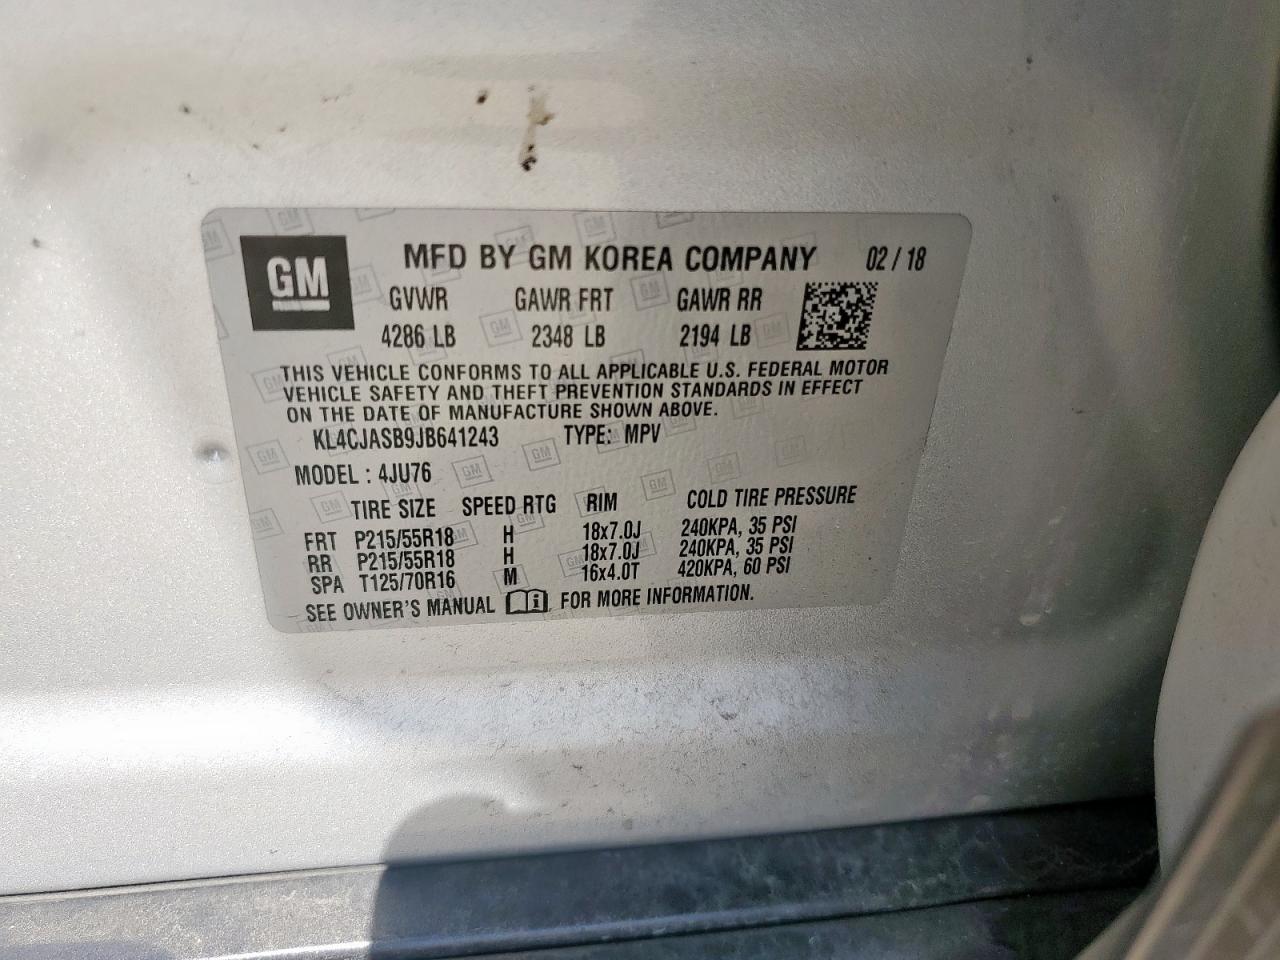 GM
MFD BY GM KOREA COMPANY 02 / 18
GVWR GAWR FRT GAWR RR
4286 LB 2348 LB 2194 LB
THIS VEHICLE CONFORMS TO ALL APPLICABLE U.S. FEDERAL MOTOR
VEHICLE SAFETY AND THEFT PREVENTION STANDARDS IN EFFECT
ON THE DATE OF MANUFACTURE SHOWN ABOVE.
KL4CJASB9JB641243 TYPE: MPV
MODEL : 4JU76
TIRE SIZE SPEED RTG RIM COLD TIRE PRESSURE
FRT P215/55R18 H 18x7.0J 240KPA, 35 PSI
RR P215/55R18 H 18x7.0J 240KPA, 35 PSI
SPA T125/70R16 M 16x4.0T 420KPA, 60 PSI
SEE OWNER'S MANUAL FOR MORE INFORMATION.